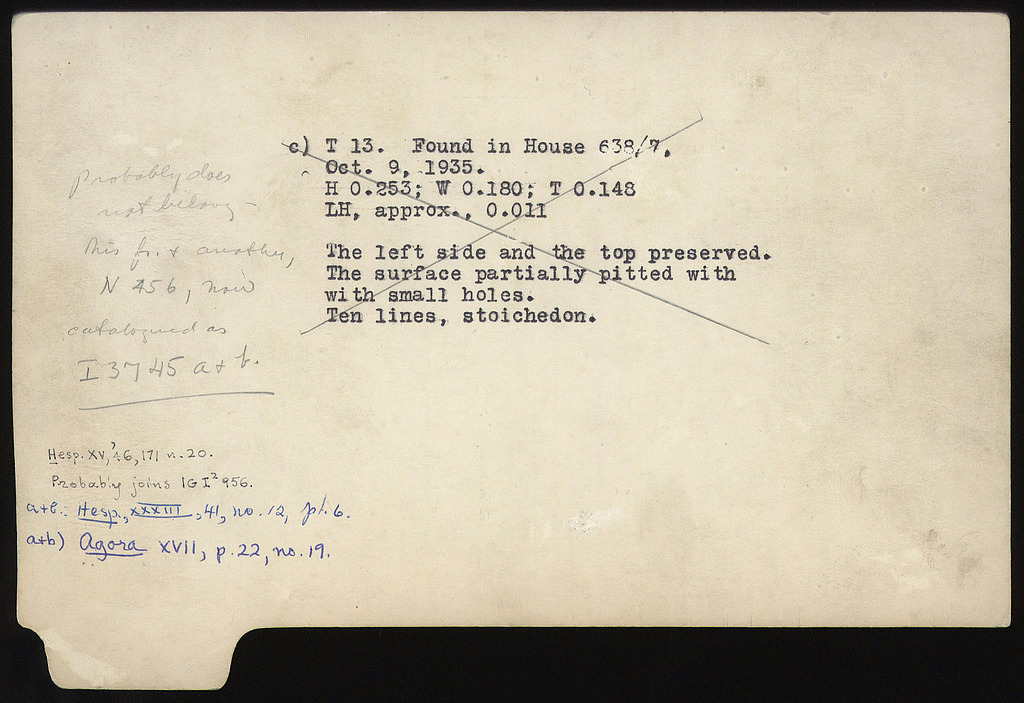 c) T 13. Found in House 638/7,
Oct. 9, 1935.
H 0.253; W 0.180; T 0.148
LH, approx., 0.011
The left side and the top preserved.
The surface partially pitted with
with small holes.
Ten lines, stoichedon.
Probably does
not belong –
This fr. + another,
N 456, now
catalogued as
I 3745 a + b.
Hesp. XV, '46, 171 n. 20.
Probably joins IG I² 956.
a+b.: Hesp., XXXIII, 41, no. 12, pl. 6.
a+b) Agora XVII, p. 22, no. 19.